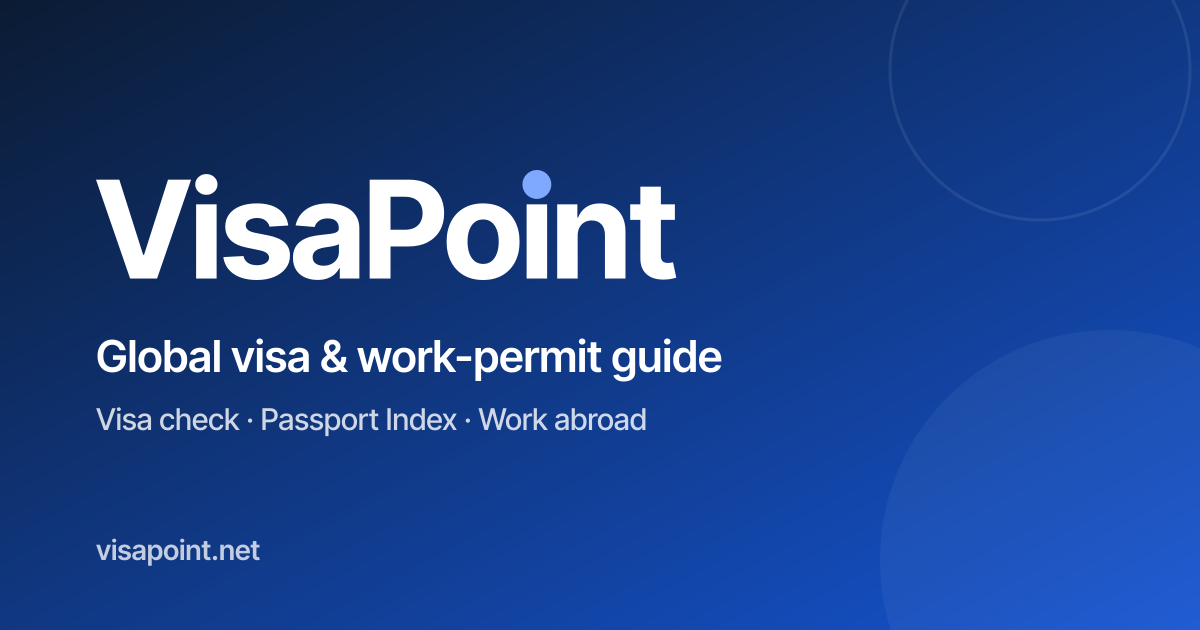 VisaPoint
Global visa & work-permit guide
Visa check · Passport Index · Work abroad
visapoint.net